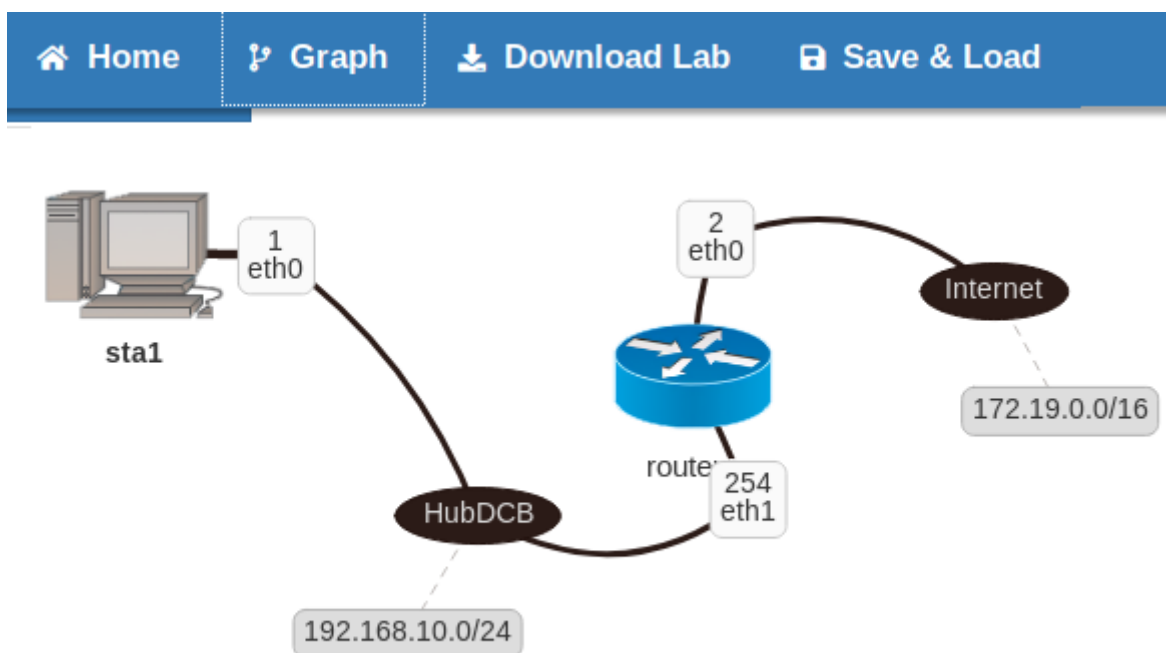 Home Graph Download Lab Save & Load
1
eth0
sta1
2
eth0
Internet
172.19.0.0/16
route
254
eth1
HubDCB
192.168.10.0/24